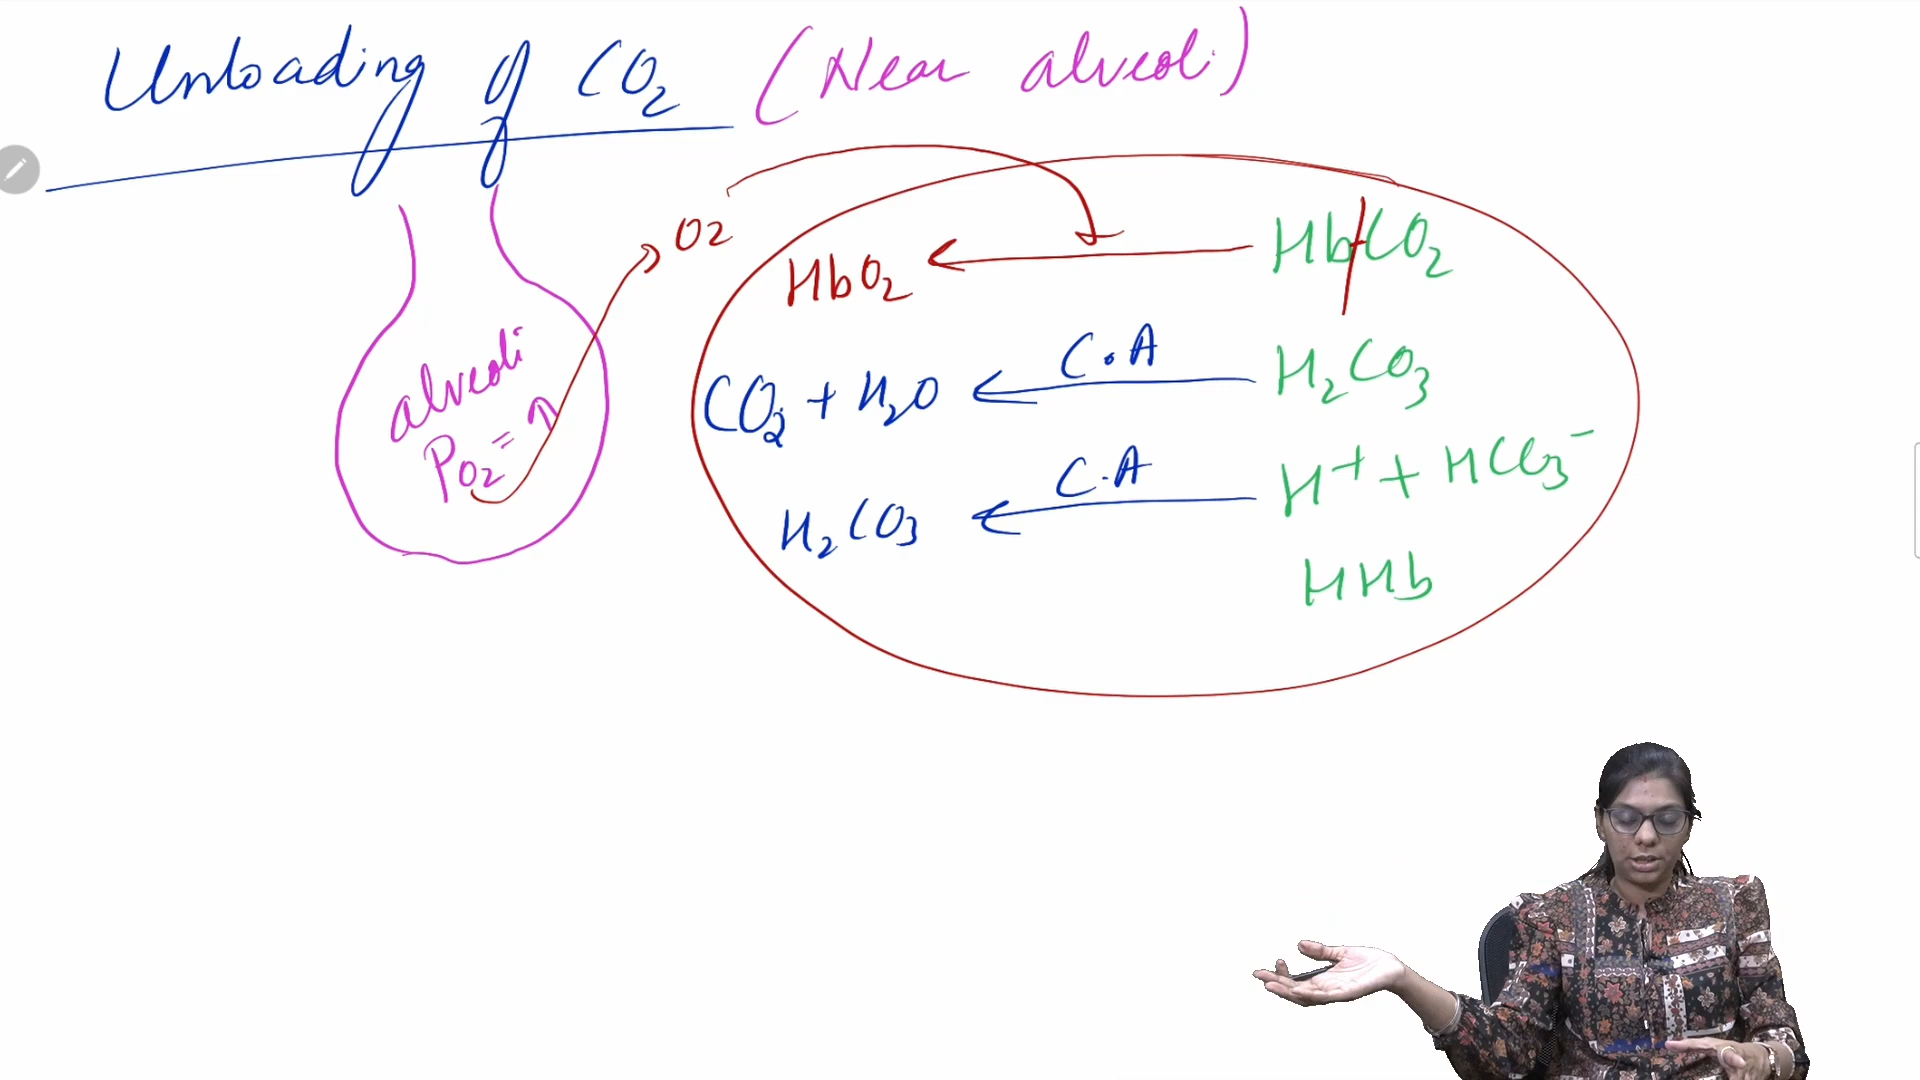 Unloading of CO2 (Near alveoli)
O2
HbO2 ← HbCO2
alveoli
PO2 = ↑
CO2 + H2O ← C.A H2CO3
H2CO3 ← C.A H+ + HCO3-
HHb